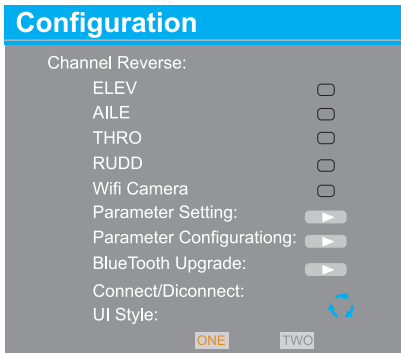 Configuration
Channel Reverse:
ELEV
AILE
THRO
RUDD
Wifi Camera
Parameter Setting:
Parameter Configurationg:
BlueTooth Upgrade:
Connect/Diconnect:
UI Style:
ONE TWO